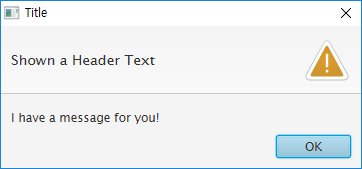 Title
Shown a Header Text
I have a message for you!
OK